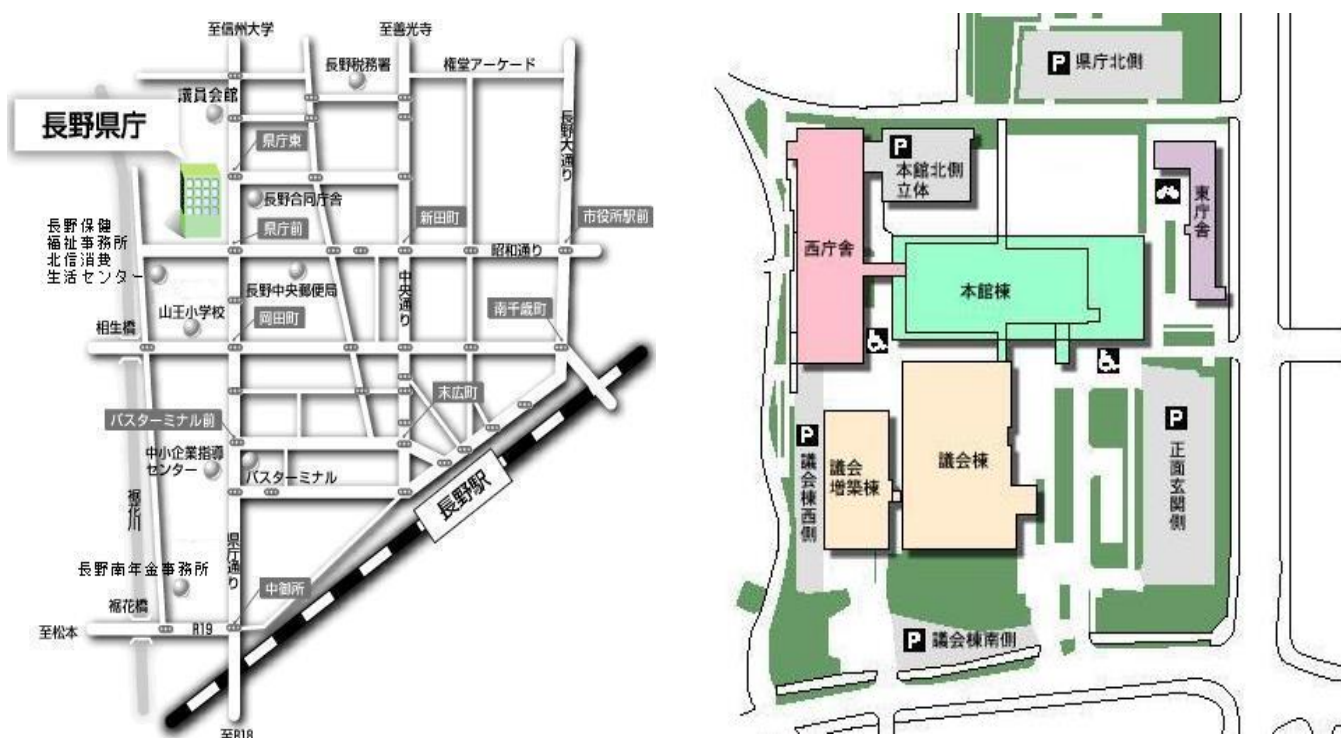 至信州大学
至善光寺
長野税務署
権堂アーケード
議員会館
長野県庁
長野大通り
県庁東
長野合同庁舎
新田町
市役所駅前
長野保健
福祉事務所
北信消費
生活センター
県庁前
昭和通り
長野中央郵便局
中央通り
南千歳町
山王小学校
岡田町
相生橋
末広町
バスターミナル前
中小企業指導
センター
バスターミナル
長野駅
裾花川
県庁通り
長野南年金事務所
中御所
裾花橋
至松本
R19
至R18
P 県庁北側
P
本館北側
立体
東庁舎
西庁舎
本館棟
P
議会棟西側
議会
増築棟
議会棟
P
正面玄関側
P 議会棟南側